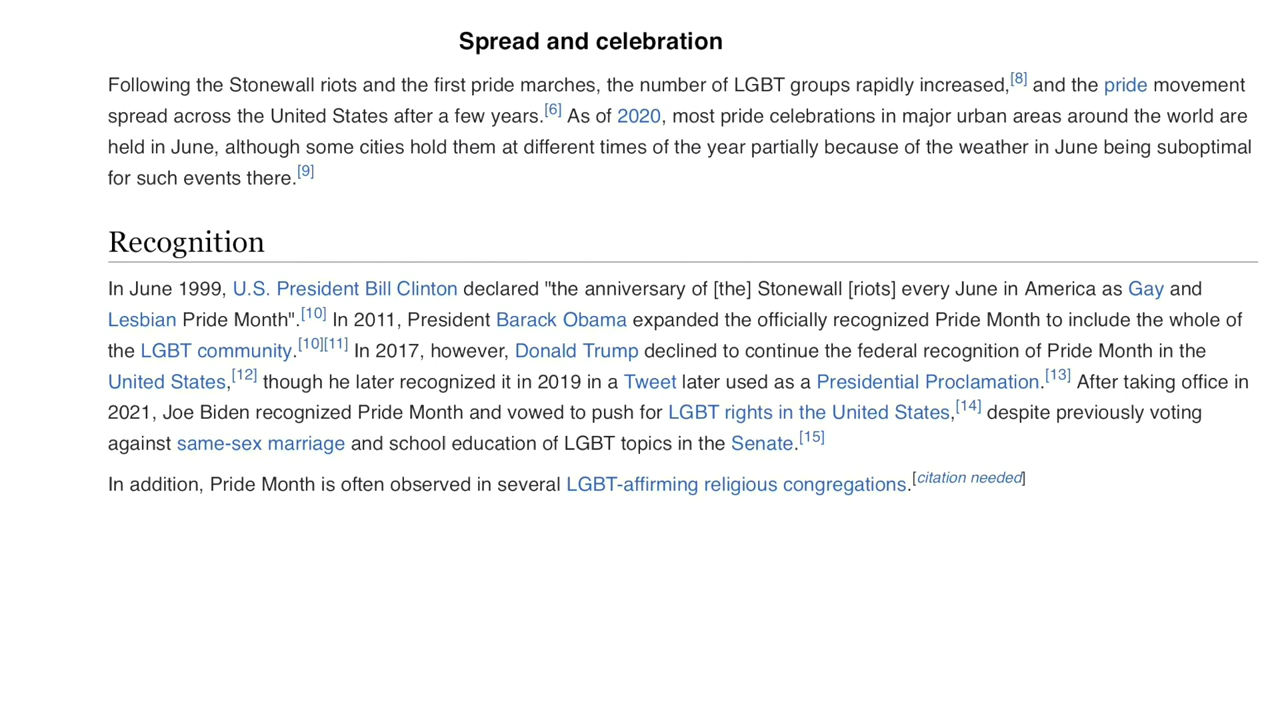 Spread and celebration
Following the Stonewall riots and the first pride marches, the number of LGBT groups rapidly increased,[8] and the pride movement
spread across the United States after a few years.[6] As of 2020, most pride celebrations in major urban areas around the world are
held in June, although some cities hold them at different times of the year partially because of the weather in June being suboptimal
for such events there.[9]
Recognition
In June 1999, U.S. President Bill Clinton declared "the anniversary of [the] Stonewall [riots] every June in America as Gay and
Lesbian Pride Month".[10] In 2011, President Barack Obama expanded the officially recognized Pride Month to include the whole of
the LGBT community.[10][11] In 2017, however, Donald Trump declined to continue the federal recognition of Pride Month in the
United States,[12] though he later recognized it in 2019 in a Tweet later used as a Presidential Proclamation.[13] After taking office in
2021, Joe Biden recognized Pride Month and vowed to push for LGBT rights in the United States,[14] despite previously voting
against same-sex marriage and school education of LGBT topics in the Senate.[15]
In addition, Pride Month is often observed in several LGBT-affirming religious congregations.[citation needed]